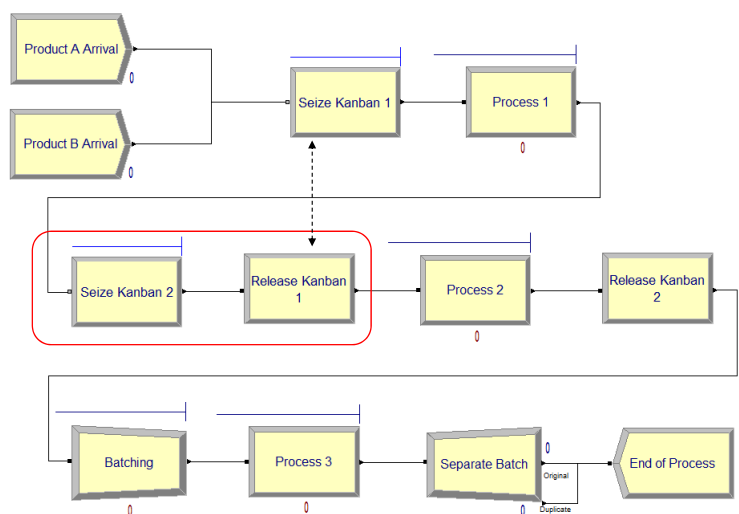 Product A Arrival
0
Seize Kanban 1
Process 1
0
Product B Arrival
0
Seize Kanban 2
Release Kanban
1
Process 2
0
Release Kanban
2
Batching
0
Process 3
0
Separate Batch
0
Original
0
Duplicate
End of Process